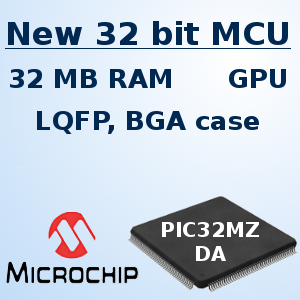 New 32 bit MCU
32 MB RAM GPU
LQFP, BGA case
PIC32MZ
DA
MICROCHIP